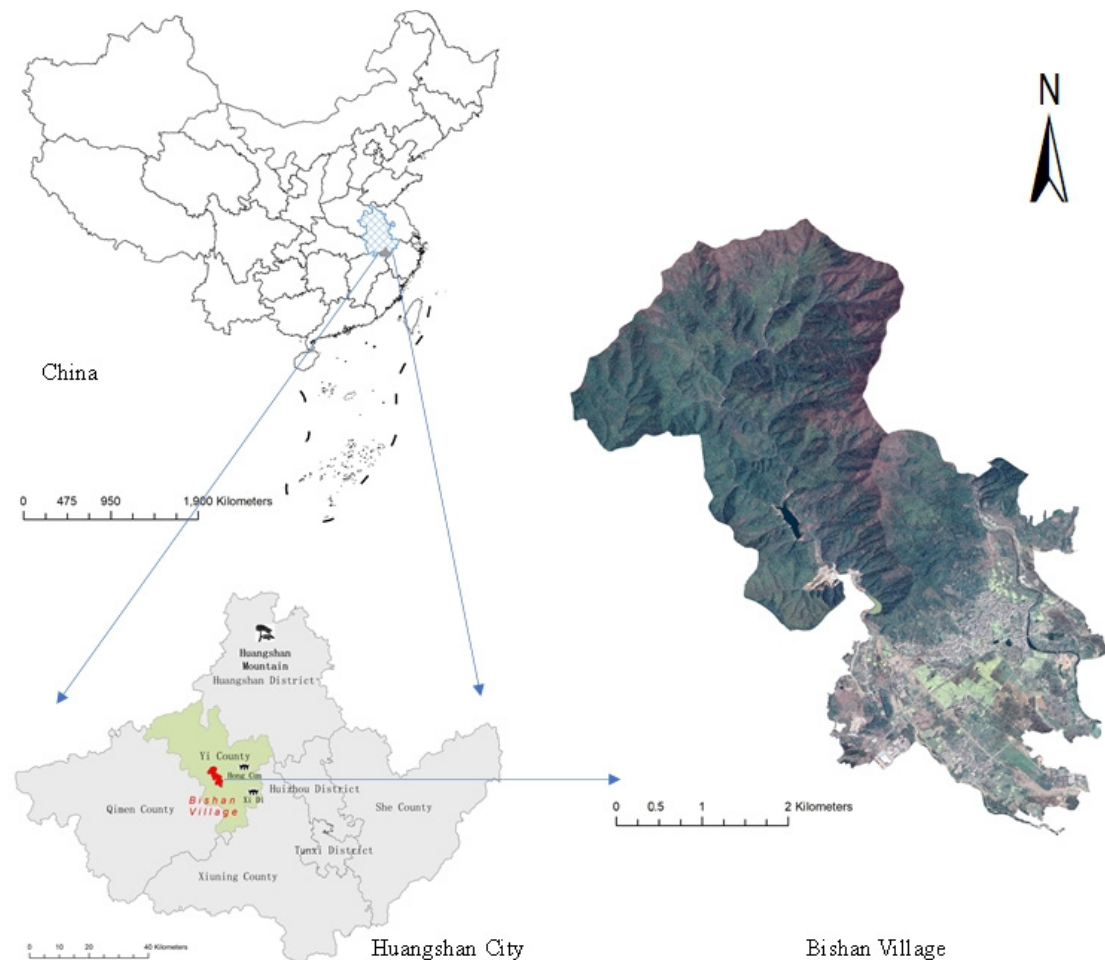 N
China
0 475 950 1,900 Kilometers
Huangshan
Mountain
Huangshan District
Yi County
Hong Cun
Huizhou District
Xi Di
Bishan
Village
Qimen County
She County
Tunxi District
Xiuning County
0 0.5 1 2 Kilometers
0 10 20 40 Kilometers
Huangshan City
Bishan Village